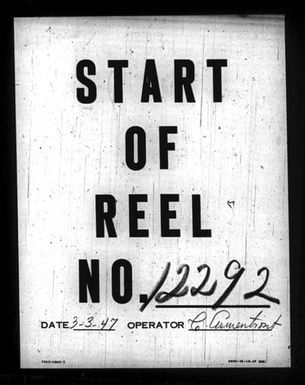 START
OF
REEL
NO. 12292
DATE 3-3-47 OPERATOR C. Armentrout